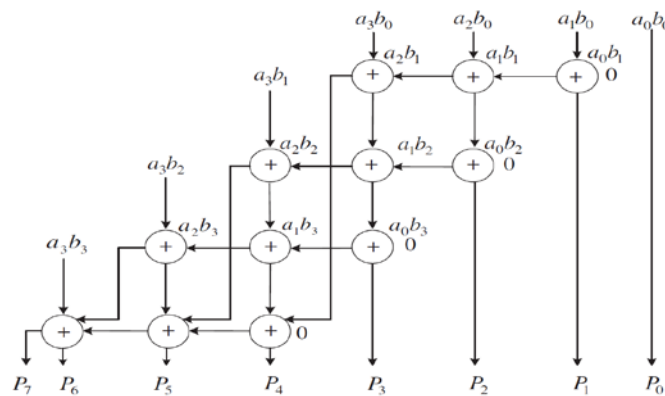 a₃b₀ a₂b₀ a₁b₀ a₀b₀
a₂b₁ a₁b₁ a₀b₁
+ + + 0
a₃b₁
a₂b₂ a₁b₂ a₀b₂
+ + + 0
a₃b₂
a₂b₃ a₁b₃ a₀b₃
+ + + 0
a₃b₃
+ + + 0
P₇ P₆ P₅ P₄ P₃ P₂ P₁ P₀